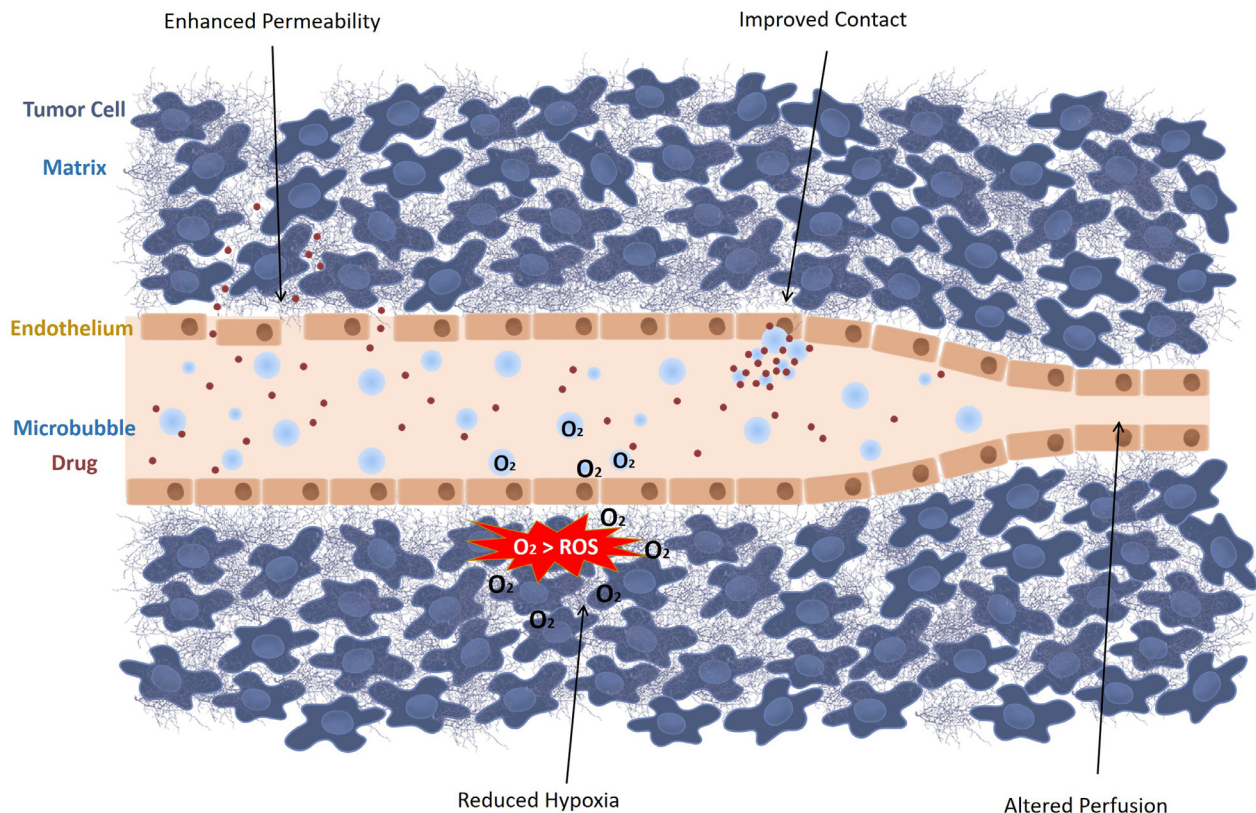 Enhanced Permeability
Improved Contact
Tumor Cell
Matrix
Endothelium
Microbubble
Drug
O₂
O₂
O₂
O₂
O₂
O₂ > ROS
O₂
O₂
O₂
O₂
Reduced Hypoxia
Altered Perfusion